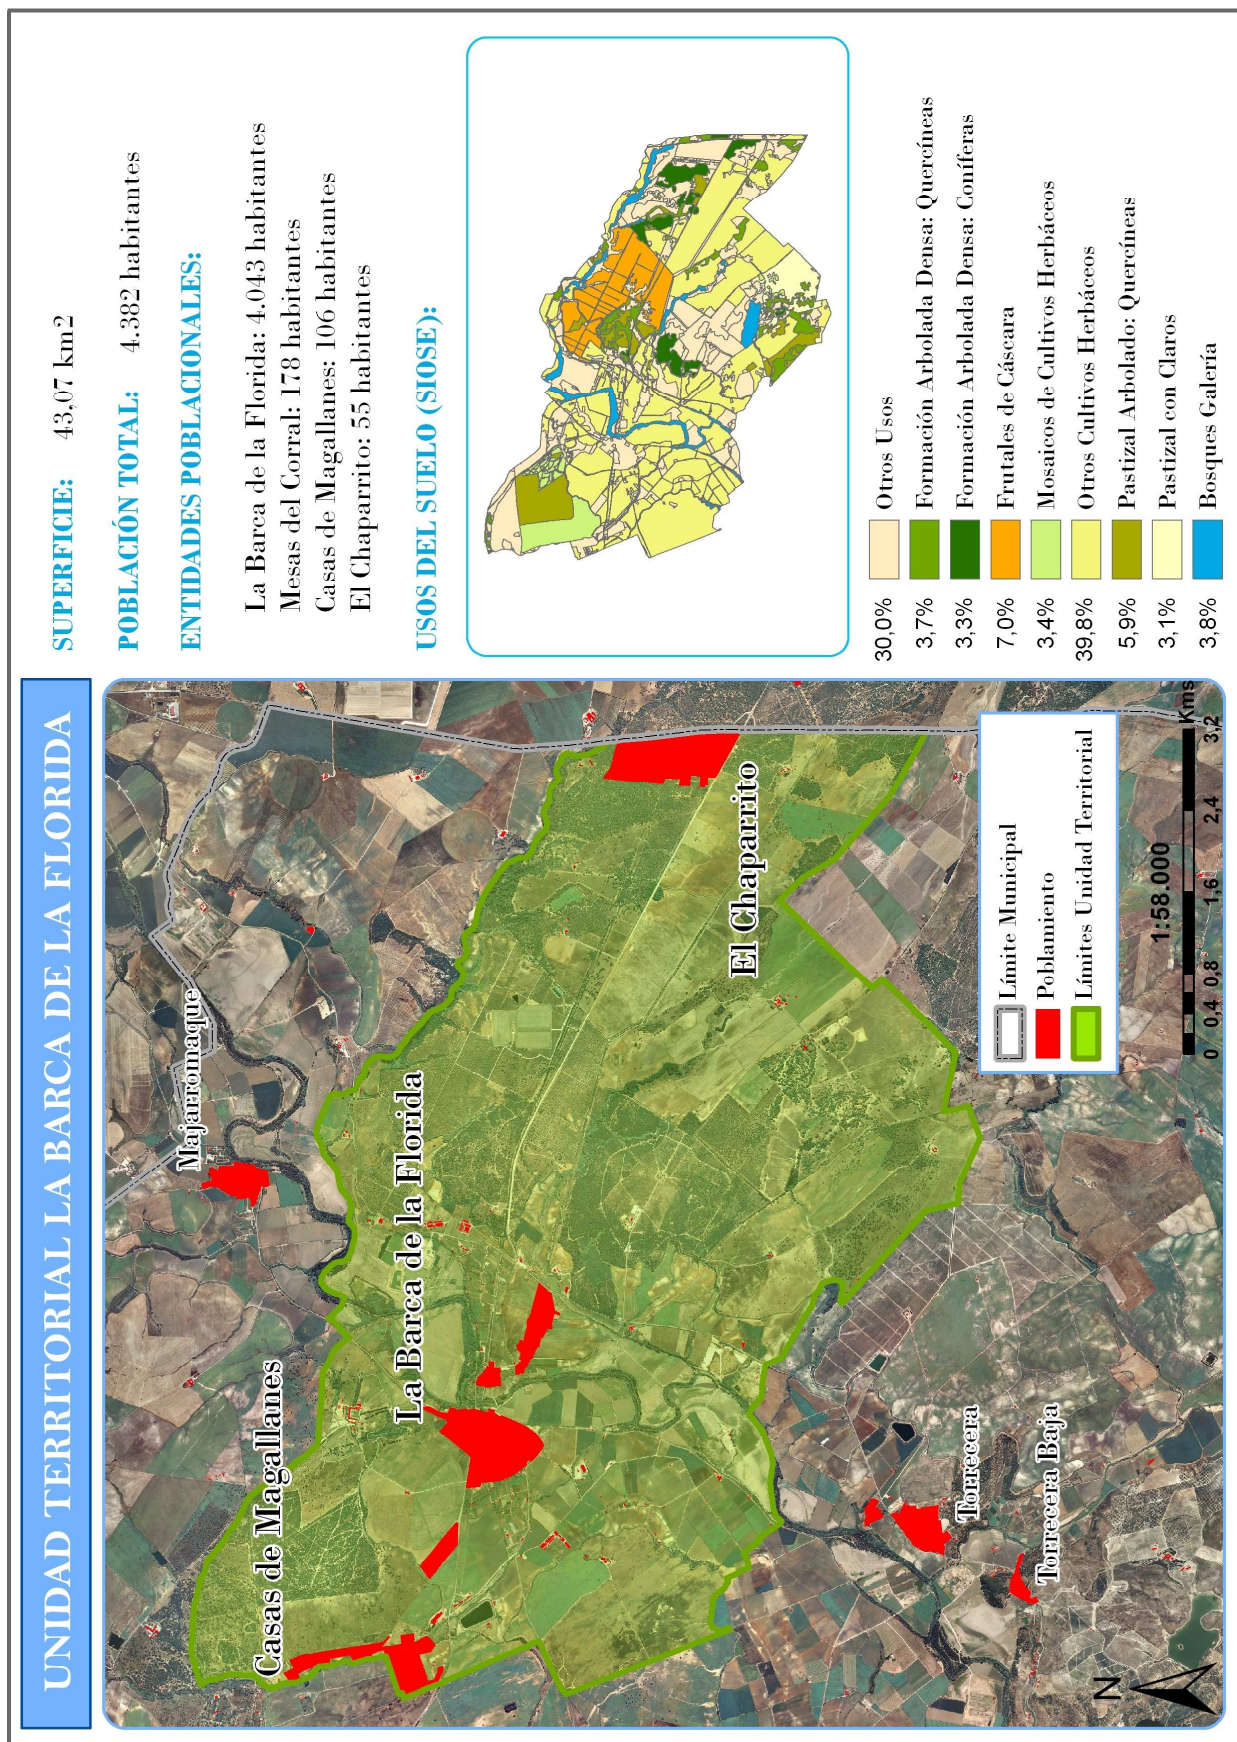 UNIDAD TERRITORIAL LA BARCA DE LA FLORIDA
Majarromaque
Casas de Magallanes
La Barca de la Florida
El Chaparrito
Torrecera
Torrecera Baja
Límite Municipal
Poblamiento
Límites Unidad Territorial
1:58.000
0 0,4 0,8 1,6 2,4 3,2
Kms
N
SUPERFICIE: 43,07 km2
POBLACIÓN TOTAL: 4.382 habitantes
ENTIDADES POBLACIONALES:
La Barca de la Florida: 4.043 habitantes
Mesas del Corral: 178 habitantes
Casas de Magallanes: 106 habitantes
El Chaparrito: 55 habitantes
USOS DEL SUELO (SIOSE):
30,0% Otros Usos
3,7% Formación Arbolada Densa: Quercíneas
3,3% Formación Arbolada Densa: Coníferas
7,0% Frutales de Cáscara
3,4% Mosaicos de Cultivos Herbáceos
39,8% Otros Cultivos Herbáceos
5,9% Pastizal Arbolado: Quercíneas
3,1% Pastizal con Claros
3,8% Bosques Galería